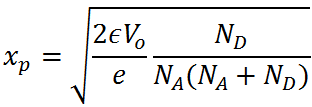 x_p = √(2ϵV_o/e N_D/N_A(N_A + N_D))